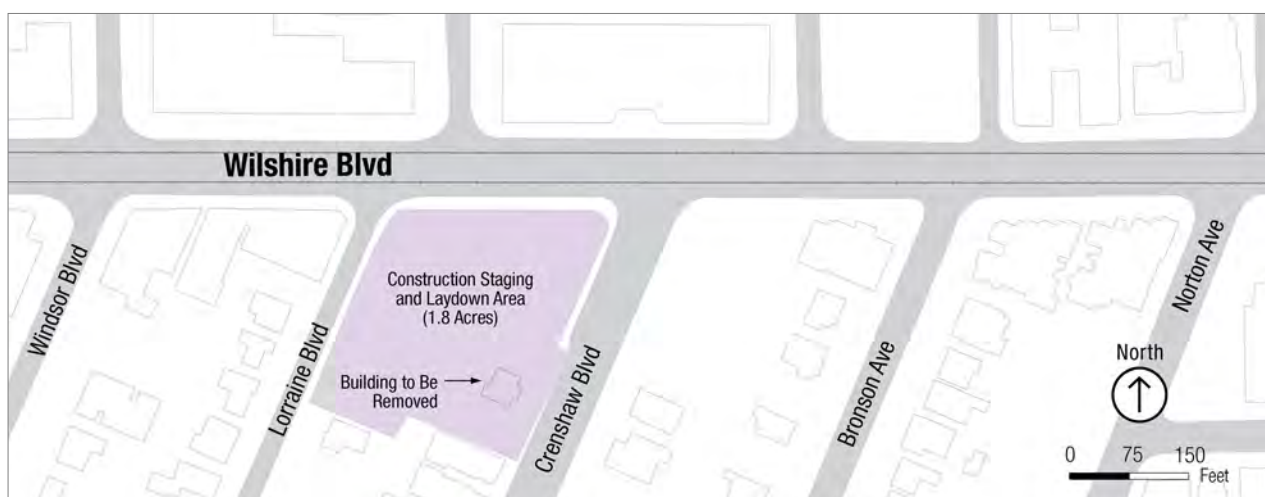 Wilshire Blvd
Construction Staging
and Laydown Area
(1.8 Acres)
Building to Be
Removed
Windsor Blvd
Lorraine Blvd
Crenshaw Blvd
Bronson Ave
Norton Ave
North
0 75 150
Feet